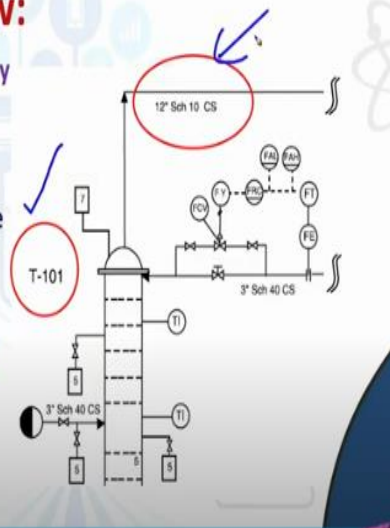 V:
y
e
12" Sch 10 CS
FAL
FAH
7
FY
FRC
FT
FCV
FE
T-101
3" Sch 40 CS
TI
5
3" Sch 40 CS
TI
5
5
5